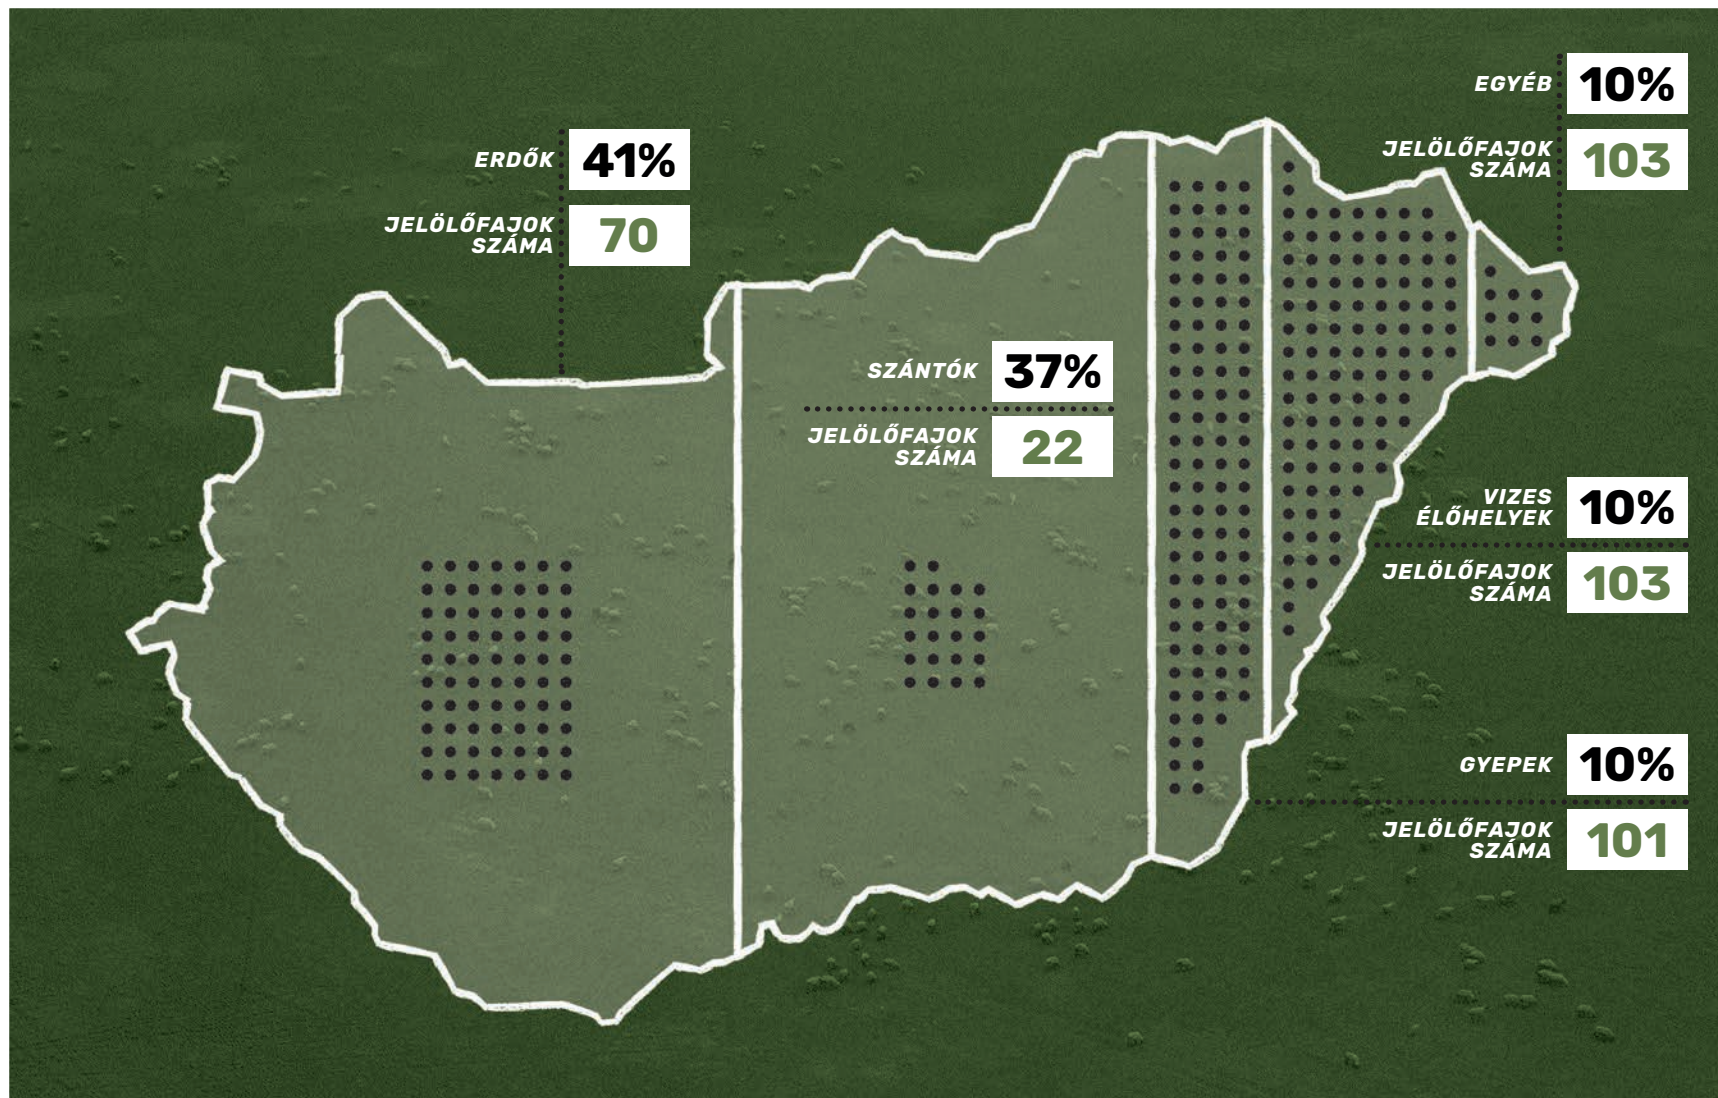 ERDŐK
41%
JELÖLŐFAJOK
SZÁMA
70
SZÁNTÓK
37%
JELÖLŐFAJOK
SZÁMA
22
EGYÉB
10%
JELÖLŐFAJOK
SZÁMA
103
VIZES
ÉLŐHELYEK
10%
JELÖLŐFAJOK
SZÁMA
103
GYEPEK
10%
JELÖLŐFAJOK
SZÁMA
101